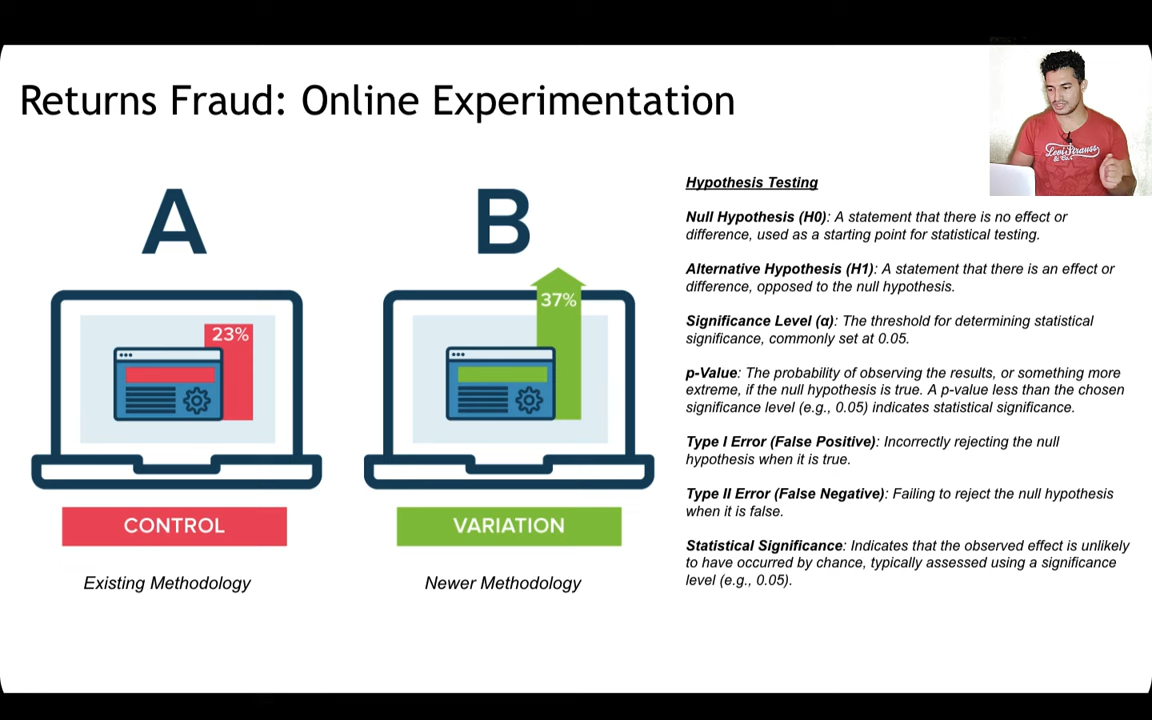 Returns Fraud: Online Experimentation
A
B
23%
37%
CONTROL
VARIATION
Existing Methodology
Newer Methodology
Hypothesis Testing
Null Hypothesis (H0): A statement that there is no effect or
difference, used as a starting point for statistical testing.
Alternative Hypothesis (H1): A statement that there is an effect or
difference, opposed to the null hypothesis.
Significance Level (α): The threshold for determining statistical
significance, commonly set at 0.05.
p-Value: The probability of observing the results, or something more
extreme, if the null hypothesis is true. A p-value less than the chosen
significance level (e.g., 0.05) indicates statistical significance.
Type I Error (False Positive): Incorrectly rejecting the null
hypothesis when it is true.
Type II Error (False Negative): Failing to reject the null hypothesis
when it is false.
Statistical Significance: Indicates that the observed effect is unlikely
to have occurred by chance, typically assessed using a significance
level (e.g., 0.05).
Levi Strauss
& Co.